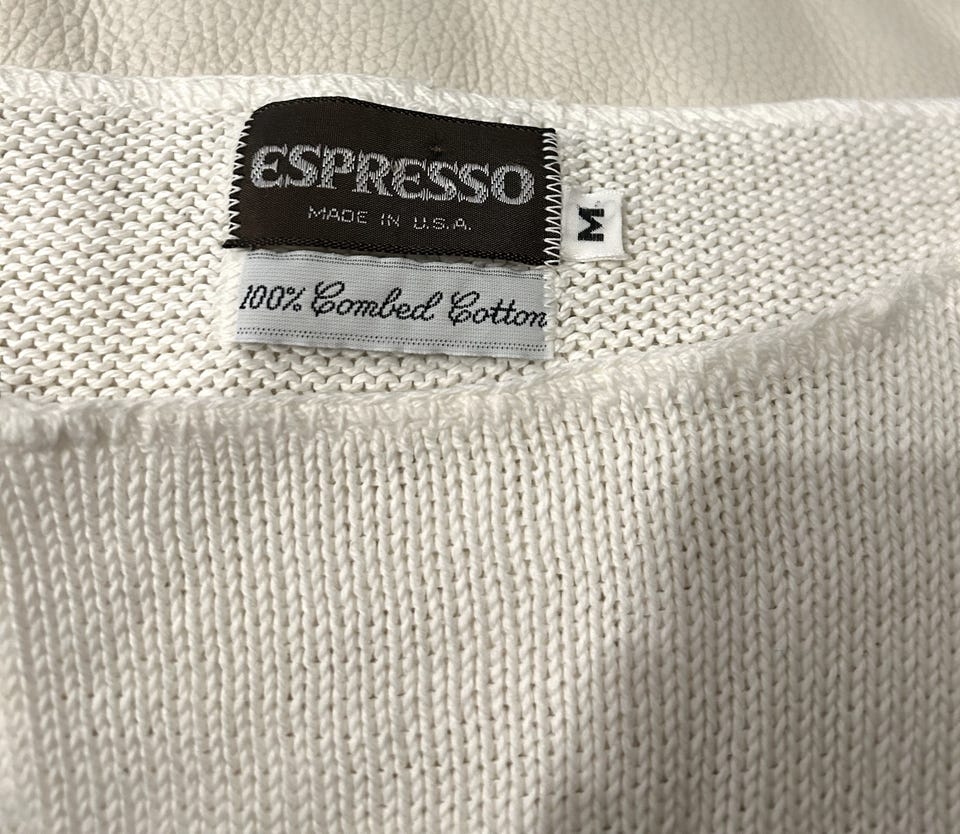 ESPRESSO
MADE IN U.S.A.
M
100% Combed Cotton